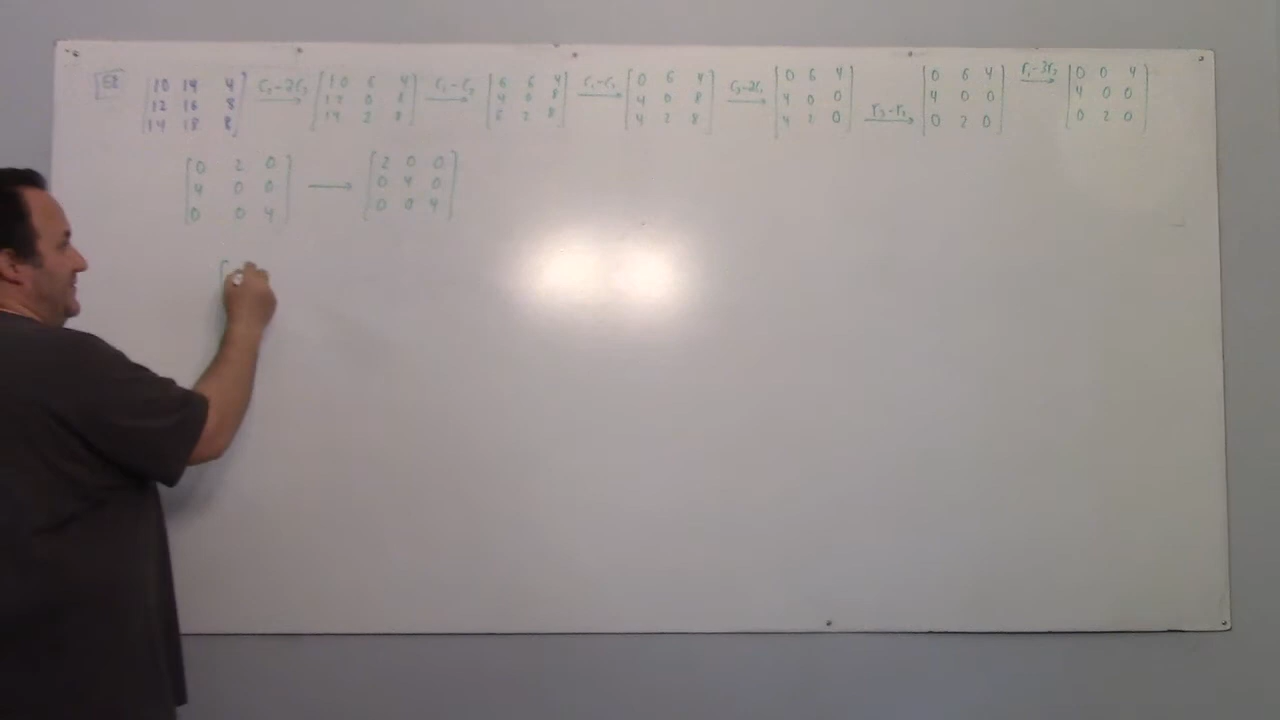 Ex [10 14 4] c₂-2c₃ → [10 6 4] c₁-c₂ → [6 6 4] c₁-c₂ → [0 6 4] c₃-2c₁ → [0 6 4] r₃-r₂ → [0 6 4] r₁-3r₃ → [0 0 4]
[12 16 8] [12 0 8] [4 0 8] [4 0 8] [4 0 0] [4 0 0] [4 0 0]
[14 18 8] [14 2 8] [6 2 8] [4 2 8] [4 2 0] [0 2 0] [0 2 0]
[0 2 0] → [2 0 0]
[4 0 0] [0 4 0]
[0 0 4] [0 0 4]
[